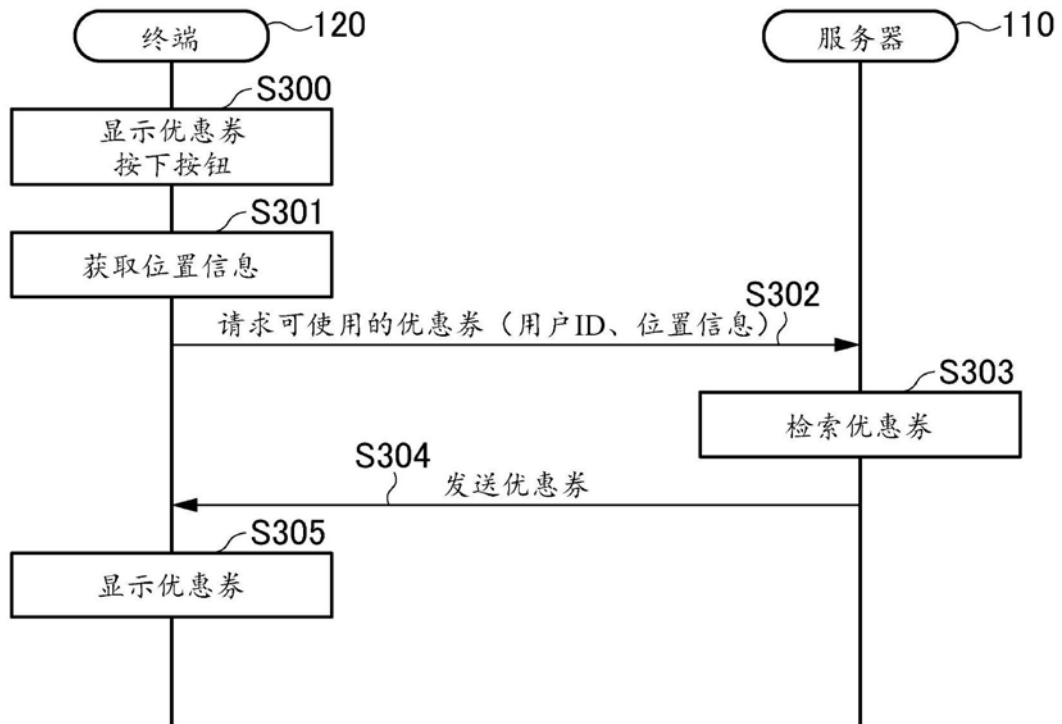 终端
120
服务器
110
S300
显示优惠券
按下按钮
S301
获取位置信息
S302
请求可使用的优惠券（用户ID、位置信息）
S303
检索优惠券
S304
发送优惠券
S305
显示优惠券